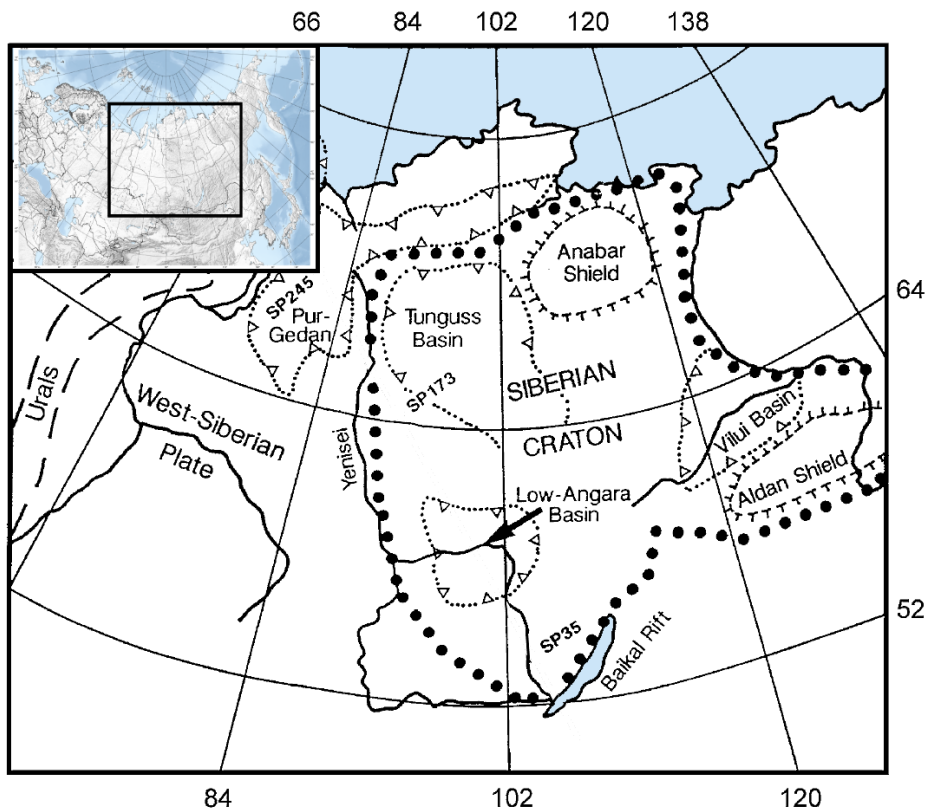 66 84 102 120 138
Anabar
Shield
SP245
Pur-
Gedan
Tunguss
Basin
64
SP173
SIBERIAN
Urals
West-Siberian
Plate
CRATON
Vilui Basin
Yenisei
Low-Angara
Basin
Aldan Shield
52
SP35
Baikal Rift
84 102 120